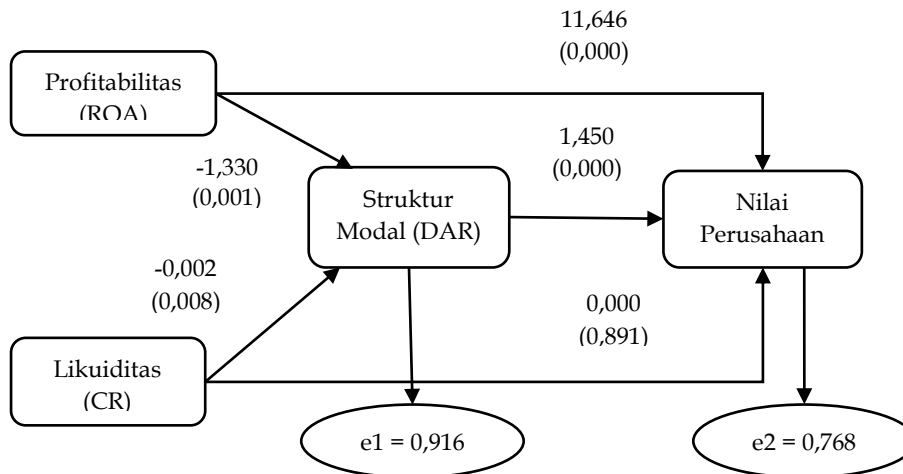 11,646
(0,000)
Profitabilitas
(ROA)
1,450
(0,000)
-1,330
(0,001)
Struktur
Modal (DAR)
Nilai
Perusahaan
-0,002
(0,008)
0,000
(0,891)
Likuiditas
(CR)
e1 = 0,916
e2 = 0,768